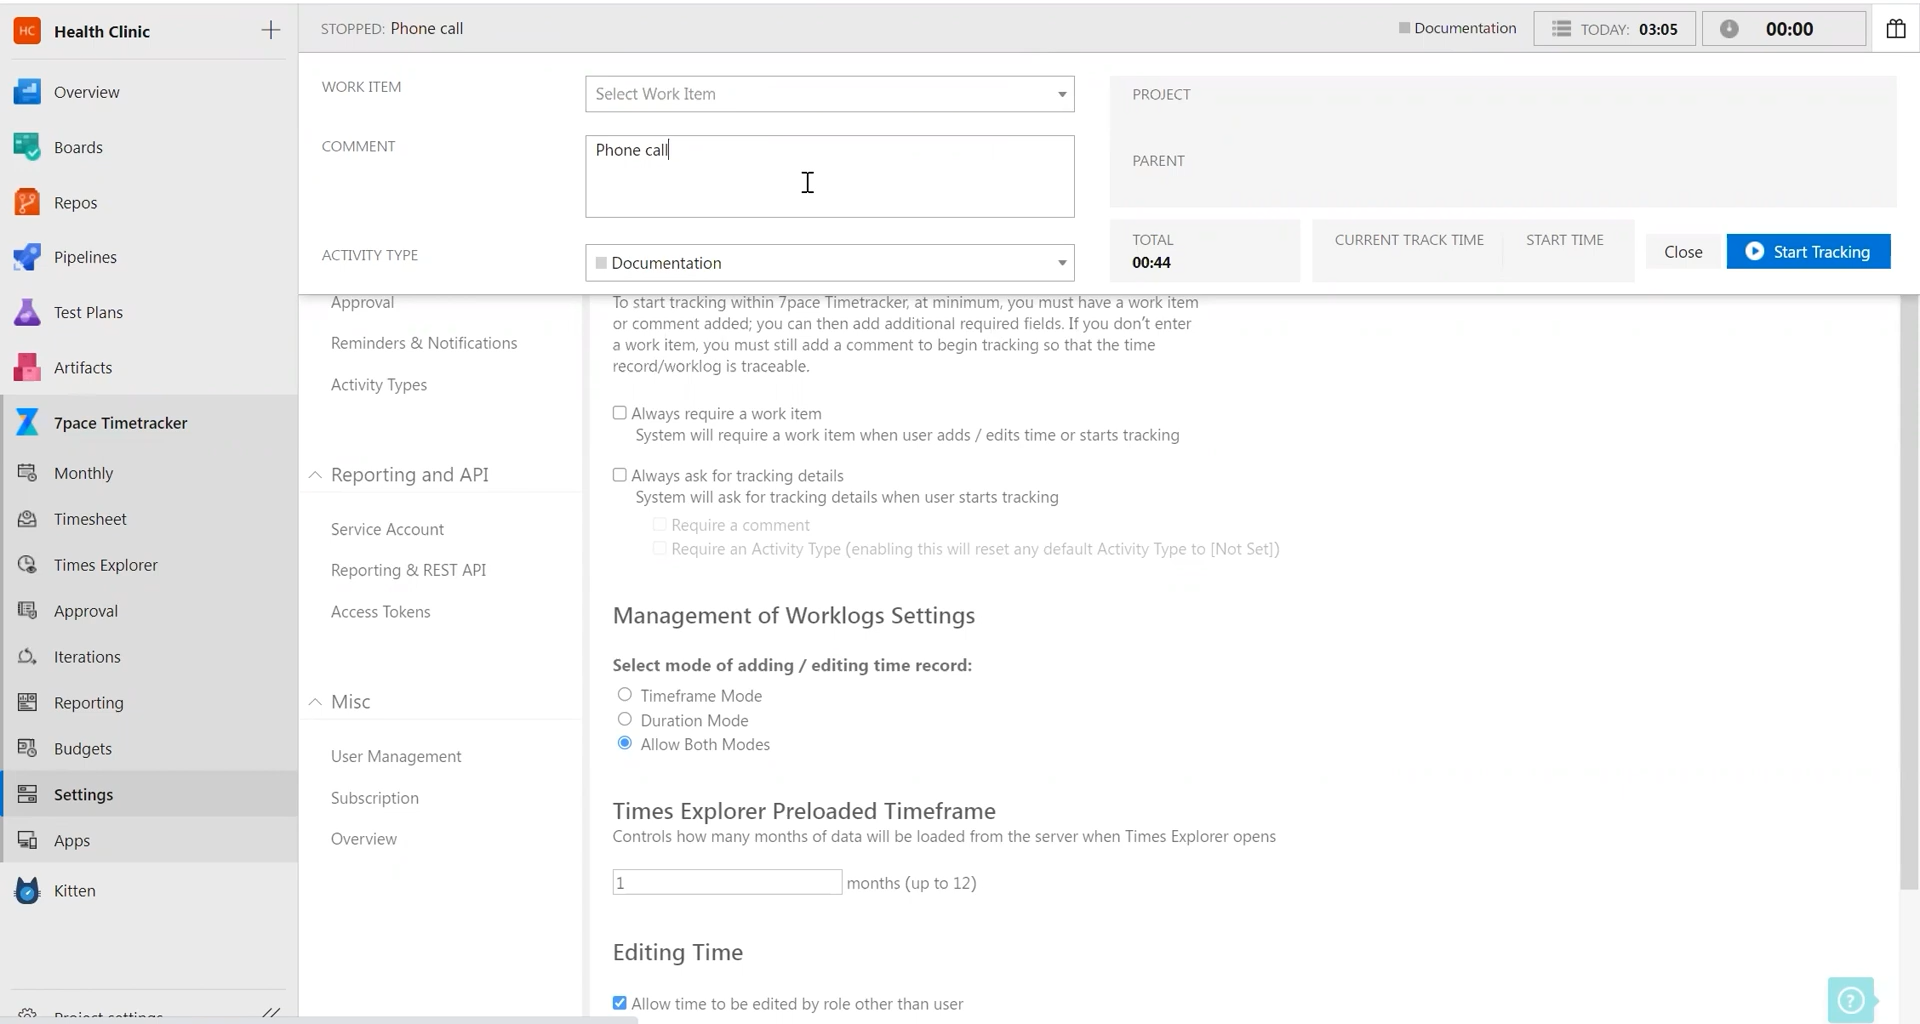 HC
Health Clinic
Overview
Boards
Repos
Pipelines
Test Plans
Artifacts
7pace Timetracker
Monthly
Timesheet
Times Explorer
Approval
Iterations
Reporting
Budgets
Settings
Apps
Kitten
Project settings
STOPPED: Phone call
Documentation
TODAY: 03:05
00:00
WORK ITEM
Select Work Item
COMMENT
Phone call
ACTIVITY TYPE
Documentation
PROJECT
PARENT
TOTAL
00:44
CURRENT TRACK TIME
START TIME
Close
Start Tracking
Approval
Reminders & Notifications
Activity Types
Reporting and API
Service Account
Reporting & REST API
Access Tokens
Misc
User Management
Subscription
Overview
To start tracking within 7pace Timetracker, at minimum, you must have a work item
or comment added; you can then add additional required fields. If you don’t enter
a work item, you must still add a comment to begin tracking so that the time
record/worklog is traceable.
Always require a work item
System will require a work item when user adds / edits time or starts tracking
Always ask for tracking details
System will ask for tracking details when user starts tracking
Require a comment
Require an Activity Type (enabling this will reset any default Activity Type to [Not Set])
Management of Worklogs Settings
Select mode of adding / editing time record:
Timeframe Mode
Duration Mode
Allow Both Modes
Times Explorer Preloaded Timeframe
Controls how many months of data will be loaded from the server when Times Explorer opens
1 months (up to 12)
Editing Time
Allow time to be edited by role other than user
?